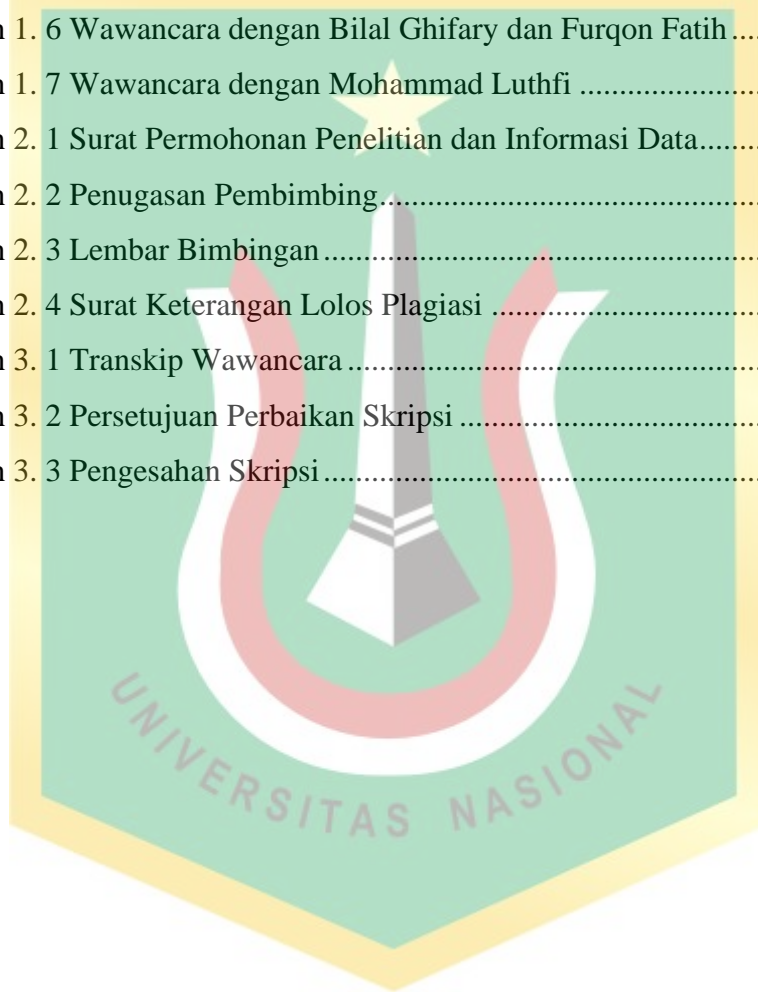 n 1. 6 Wawancara dengan Bilal Ghifary dan Furqon Fatih ....
n 1. 7 Wawancara dengan Mohammad Luthfi .......................
n 2. 1 Surat Permohonan Penelitian dan Informasi Data.......
n 2. 2 Penugasan Pembimbing...............................................
n 2. 3 Lembar Bimbingan......................................................
n 2. 4 Surat Keterangan Lolos Plagiasi .................................
n 3. 1 Transkip Wawancara ...................................................
n 3. 2 Persetujuan Perbaikan Skripsi .....................................
n 3. 3 Pengesahan Skripsi......................................................
UNIVERSITAS NASIONAL